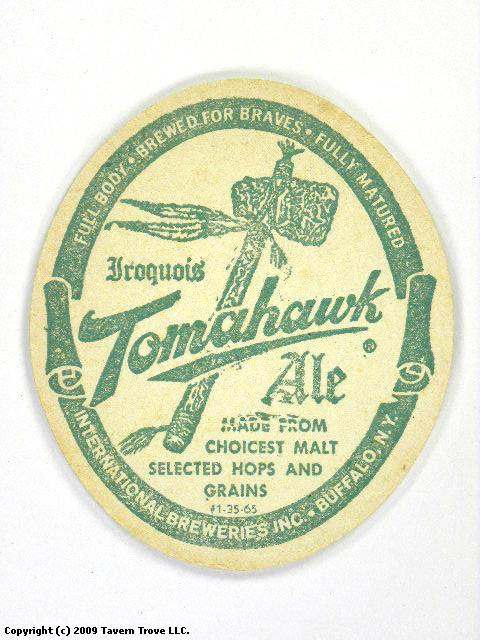 FULL BODY • BREWED FOR BRAVES • FULLY MATURED
Iroquois
Tomahawk
®
Ale
MADE FROM
CHOICEST MALT
SELECTED HOPS AND
GRAINS
#1-35-65
INTERNATIONAL BREWERIES INC. • BUFFALO, N.Y.
Copyright (c) 2009 Tavern Trove LLC.